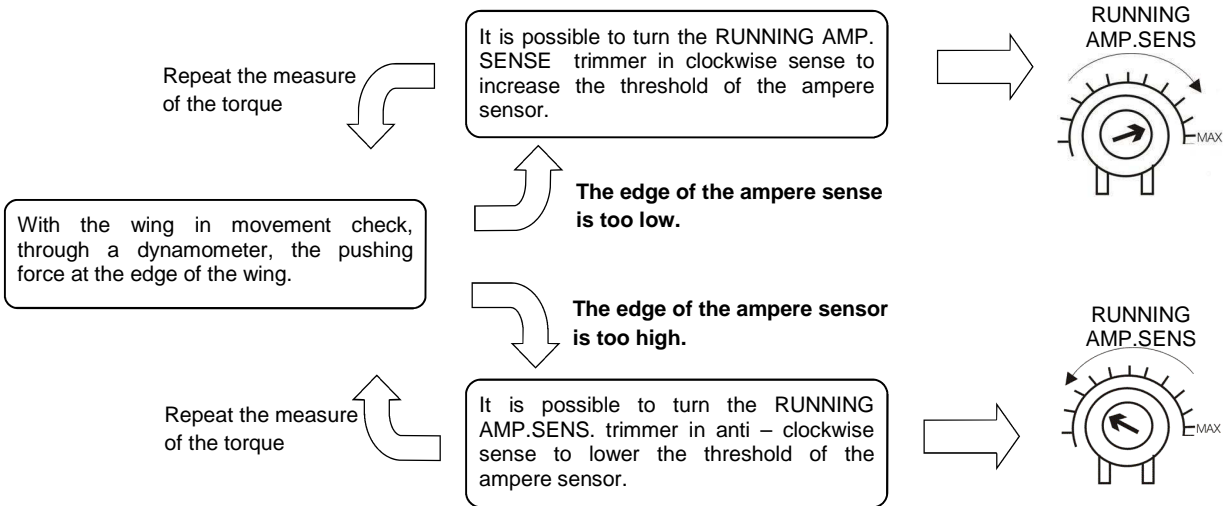 It is possible to turn the RUNNING AMP.
SENSE trimmer in clockwise sense to
increase the threshold of the ampere
sensor.
RUNNING
AMP.SENS
MAX
Repeat the measure
of the torque
The edge of the ampere sense
is too low.
With the wing in movement check,
through a dynamometer, the pushing
force at the edge of the wing.
The edge of the ampere sensor
is too high.
Repeat the measure
of the torque
It is possible to turn the RUNNING
AMP.SENS. trimmer in anti – clockwise
sense to lower the threshold of the
ampere sensor.
RUNNING
AMP.SENS
MAX